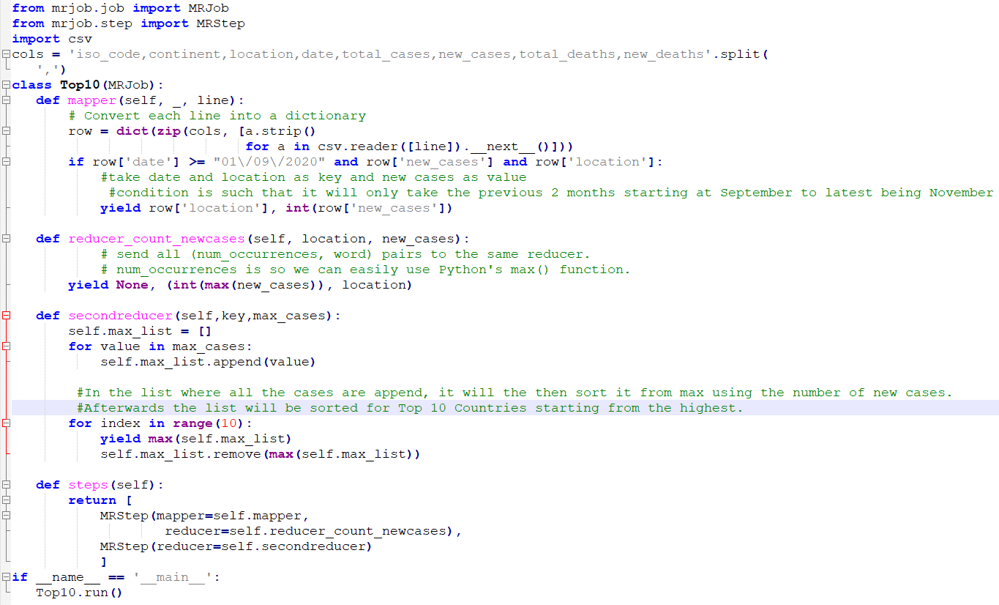 from mrjob.job import MRJob
from mrjob.step import MRStep
import csv
cols = 'iso_code,continent,location,date,total_cases,new_cases,total_deaths,new_deaths'.split(
    ',')
class Top10(MRJob):
    def mapper(self, _, line):
        # Convert each line into a dictionary
        row = dict(zip(cols, [a.strip()
                              for a in csv.reader([line]).__next__()]))
        if row['date'] >= "01\/09\/2020" and row['new_cases'] and row['location']:
            #take date and location as key and new cases as value
             #condition is such that it will only take the previous 2 months starting at September to latest being November
            yield row['location'], int(row['new_cases'])

    def reducer_count_newcases(self, location, new_cases):
            # send all (num_occurrences, word) pairs to the same reducer.
            # num_occurrences is so we can easily use Python's max() function.
        yield None, (int(max(new_cases)), location)

    def secondreducer(self,key,max_cases):
        self.max_list = []
        for value in max_cases:
            self.max_list.append(value)

         #In the list where all the cases are append, it will the then sort it from max using the number of new cases.
         #Afterwards the list will be sorted for Top 10 Countries starting from the highest.
        for index in range(10):
            yield max(self.max_list)
            self.max_list.remove(max(self.max_list))

    def steps(self):
        return [
            MRStep(mapper=self.mapper,
                    reducer=self.reducer_count_newcases),
            MRStep(reducer=self.secondreducer)
            ]
if __name__ == '__main__':
    Top10.run()